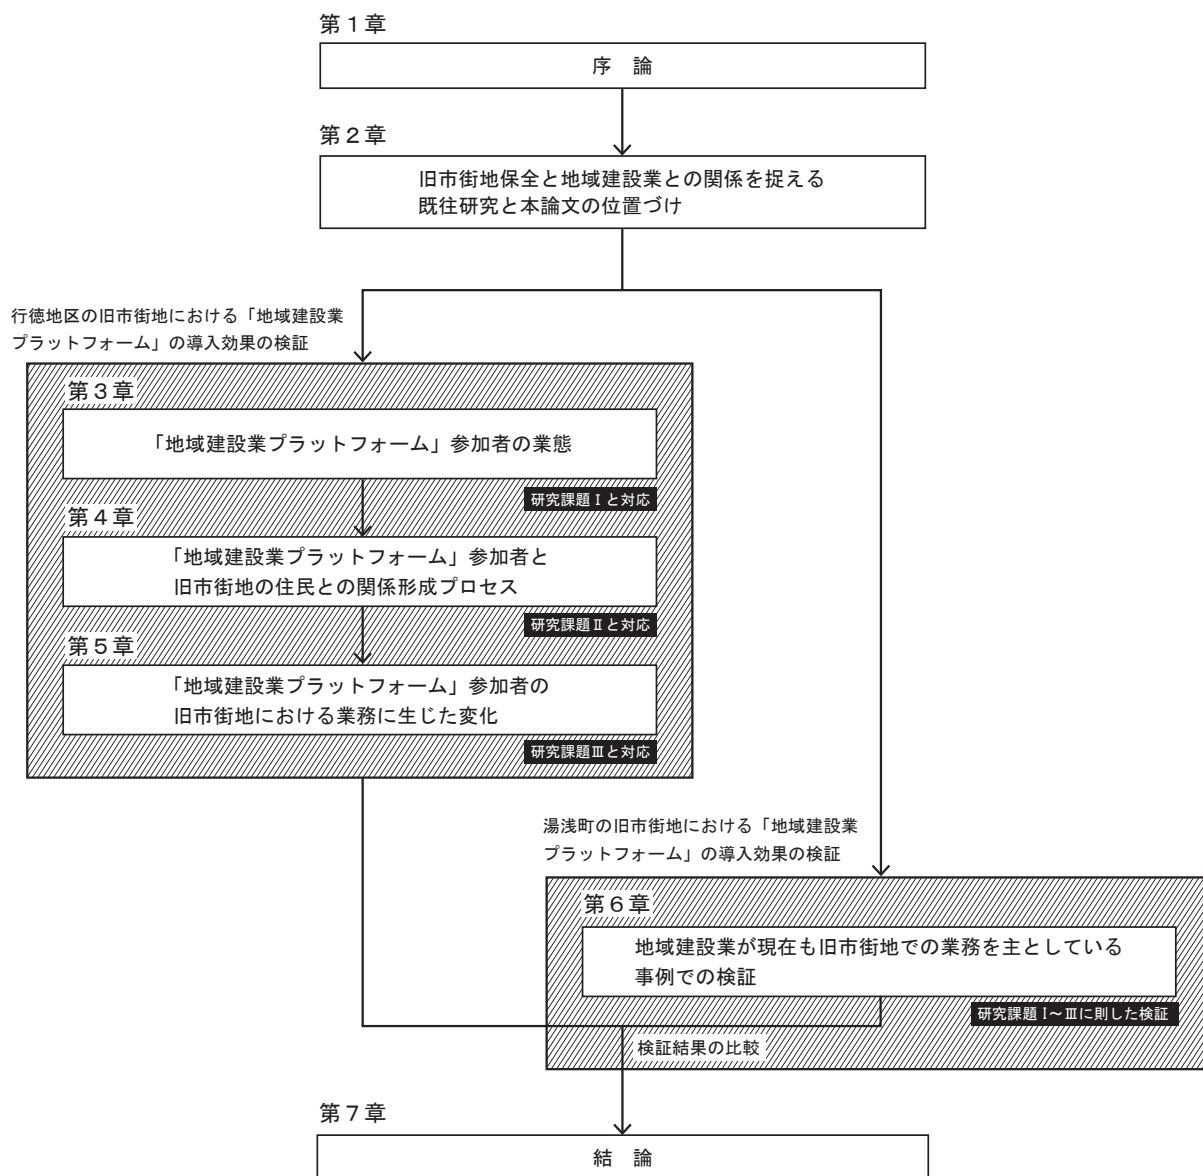 第１章
序　論
第２章
旧市街地保全と地域建設業との関係を捉える
既往研究と本論文の位置づけ
行徳地区の旧市街地における「地域建設業
プラットフォーム」の導入効果の検証
第３章
「地域建設業プラットフォーム」参加者の業態
研究課題Ⅰと対応
第４章
「地域建設業プラットフォーム」参加者と
旧市街地の住民との関係形成プロセス
研究課題Ⅱと対応
第５章
「地域建設業プラットフォーム」参加者の
旧市街地における業務に生じた変化
研究課題Ⅲと対応
湯浅町の旧市街地における「地域建設業
プラットフォーム」の導入効果の検証
第６章
地域建設業が現在も旧市街地での業務を主としている
事例での検証
研究課題Ⅰ～Ⅲに則した検証
検証結果の比較
第７章
結　論